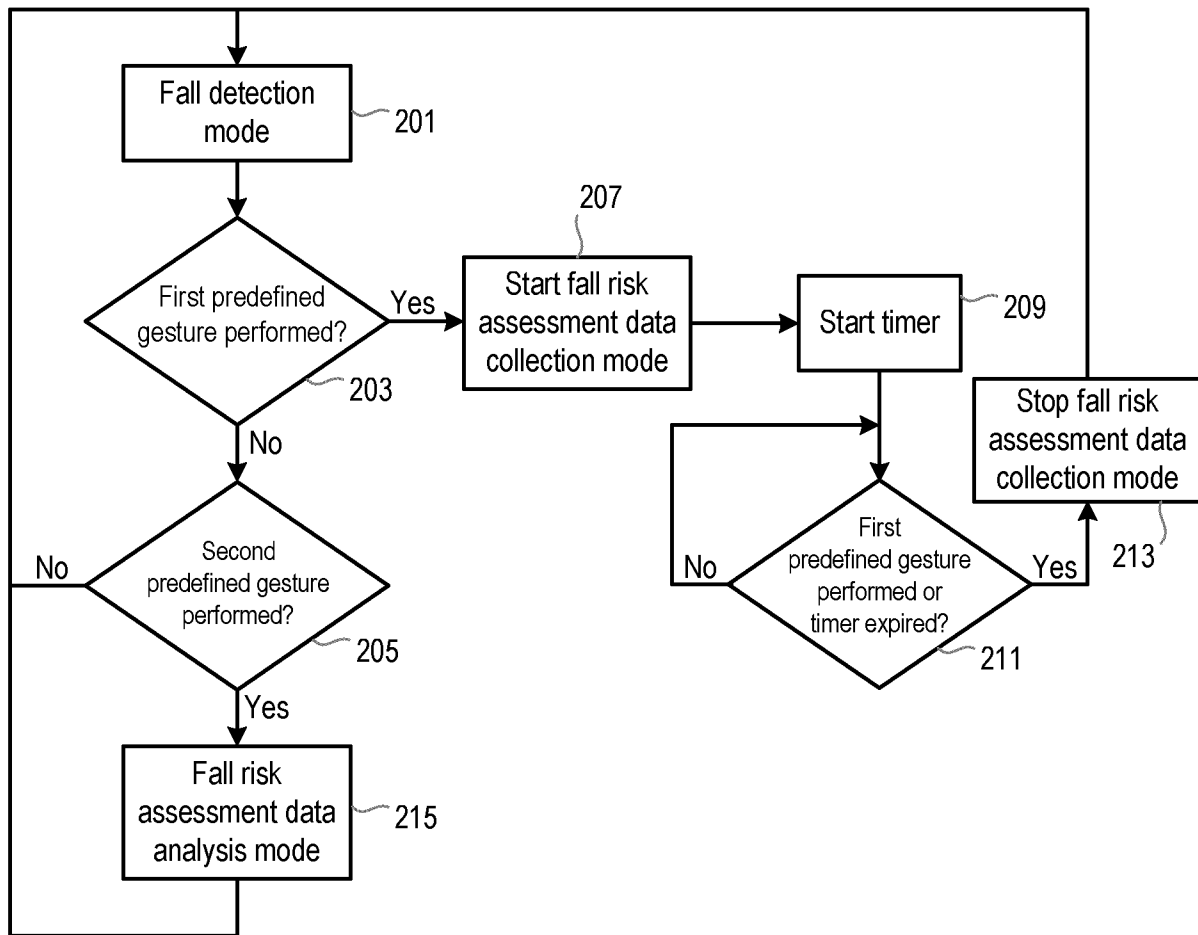 Fall detection
mode
201
First predefined
gesture performed?
203
Yes
No
207
Start fall risk
assessment data
collection mode
209
Start timer
Second
predefined gesture
performed?
205
No
Yes
Fall risk
assessment data
analysis mode
215
First
predefined gesture
performed or
timer expired?
211
No
Yes
Stop fall risk
assessment data
collection mode
213